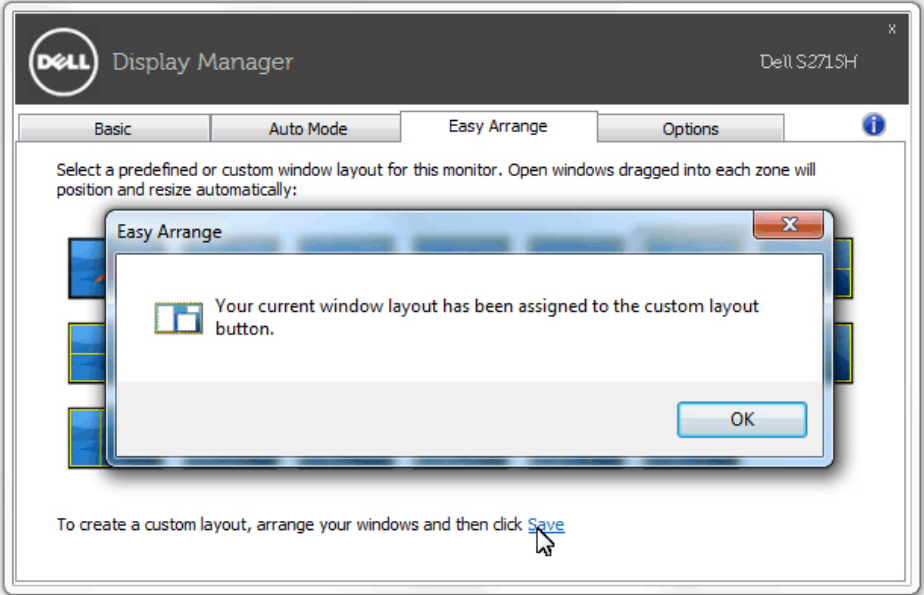 DELL
Display Manager
x
Dell S2715H
Basic
Auto Mode
Easy Arrange
Options
i
Select a predefined or custom window layout for this monitor. Open windows dragged into each zone will
position and resize automatically:
Easy Arrange
x
Your current window layout has been assigned to the custom layout
button.
OK
To create a custom layout, arrange your windows and then click Save